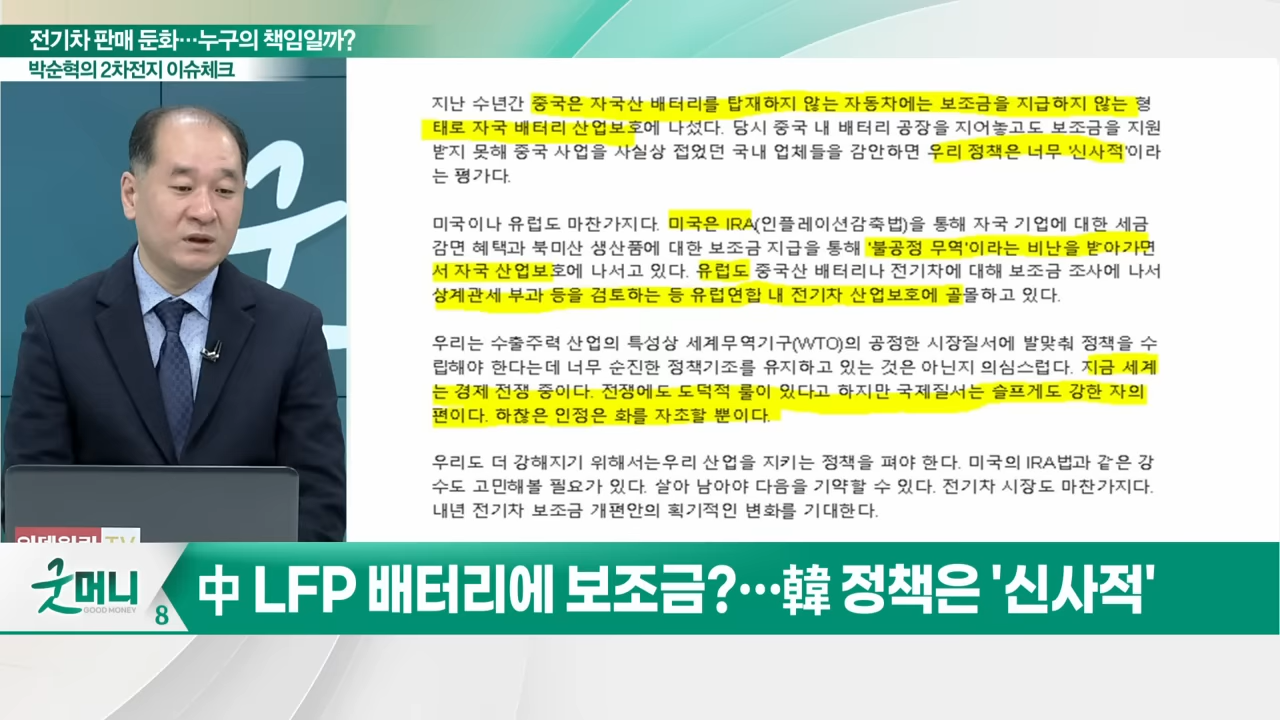 전기차 판매 둔화…누구의 책임일까?
박순혁의 2차전지 이슈체크
지난 수년간 중국은 자국산 배터리를 탑재하지 않는 자동차에는 보조금을 지급하지 않는 형
태로 자국 배터리 산업보호에 나섰다. 당시 중국 내 배터리 공장을 지어놓고도 보조금을 지원
받지 못해 중국 사업을 사실상 접었던 국내 업체들을 감안하면 우리 정책은 너무 '신사적'이라
는 평가다.
미국이나 유럽도 마찬가지다. 미국은 IRA(인플레이션감축법)을 통해 자국 기업에 대한 세금
감면 혜택과 북미산 생산품에 대한 보조금 지급을 통해 '불공정 무역'이라는 비난을 받아가면
서 자국 산업보호에 나서고 있다. 유럽도 중국산 배터리나 전기차에 대해 보조금 조사에 나서
상계관세 부과 등을 검토하는 등 유럽연합 내 전기차 산업보호에 골몰하고 있다.
우리는 수출주력 산업의 특성상 세계무역기구(WTO)의 공정한 시장질서에 발맞춰 정책을 수
립해야 한다는데 너무 순진한 정책기조를 유지하고 있는 것은 아닌지 의심스럽다. 지금 세계
는 경제 전쟁 중이다. 전쟁에도 도덕적 룰이 있다고 하지만 국제질서는 슬프게도 강한 자의
편이다. 하찮은 인정은 화를 자초할 뿐이다.
우리도 더 강해지기 위해서는우리 산업을 지키는 정책을 펴야 한다. 미국의 IRA법과 같은 강
수도 고민해볼 필요가 있다. 살아 남아야 다음을 기약할 수 있다. 전기차 시장도 마찬가지다.
내년 전기차 보조금 개편안의 획기적인 변화를 기대한다.
굿머니
GOOD MONEY
8
中 LFP 배터리에 보조금?…韓 정책은 '신사적'